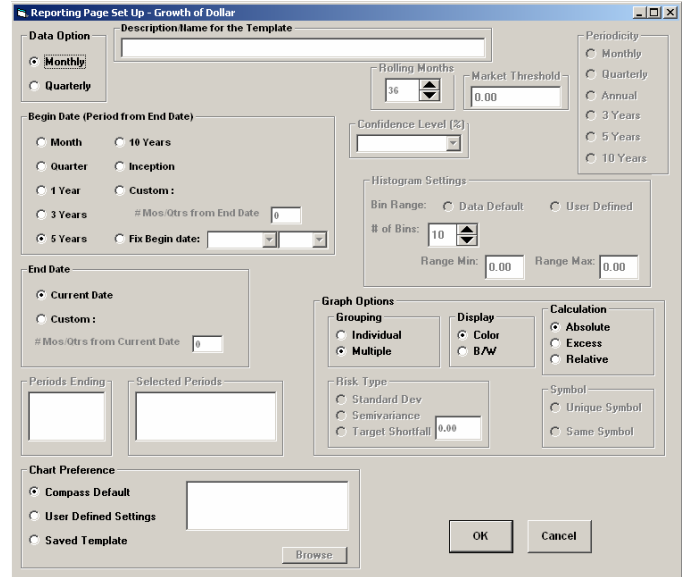 Reporting Page Set Up - Growth of Dollar
Data Option
Monthly
Quarterly
Description/Name for the Template
Rolling Months
36
Market Threshold
0.00
Confidence Level (%)
Periodicity
Monthly
Quarterly
Annual
3 Years
5 Years
10 Years
Begin Date (Period from End Date)
Month
Quarter
1 Year
3 Years
5 Years
10 Years
Inception
Custom :
# Mos/Qtrs from End Date 0
Fix Begin date:
Histogram Settings
Bin Range: Data Default User Defined
# of Bins: 10
Range Min: 0.00 Range Max: 0.00
End Date
Current Date
Custom :
# Mos/Qtrs from Current Date 0
Periods Ending
Selected Periods
Graph Options
Grouping
Individual
Multiple
Display
Color
B/W
Calculation
Absolute
Excess
Relative
Risk Type
Standard Dev
Semivariance
Target Shortfall 0.00
Symbol
Unique Symbol
Same Symbol
Chart Preference
Compass Default
User Defined Settings
Saved Template
Browse
OK
Cancel